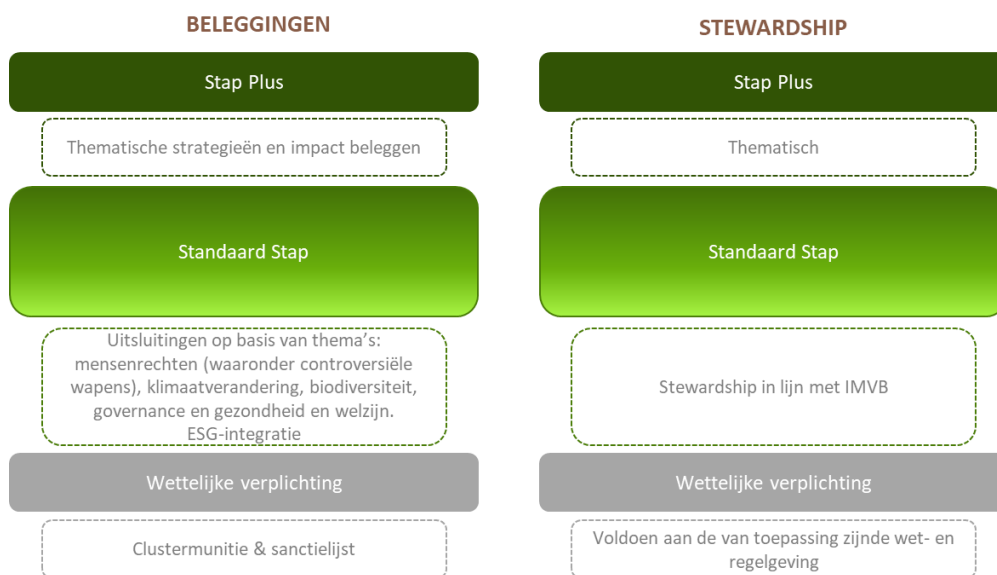 BELEGGINGEN
Stap Plus
Thematische strategieën en impact beleggen
Standaard Stap
Uitsluitingen op basis van thema's:
mensenrechten (waaronder controversiële
wapens), klimaatverandering, biodiversiteit,
governance en gezondheid en welzijn.
ESG-integratie
Wettelijke verplichting
Clustermunitie & sanctielijst
STEWARDSHIP
Stap Plus
Thematisch
Standaard Stap
Stewardship in lijn met IMVB
Wettelijke verplichting
Voldoen aan de van toepassing zijnde wet- en
regelgeving